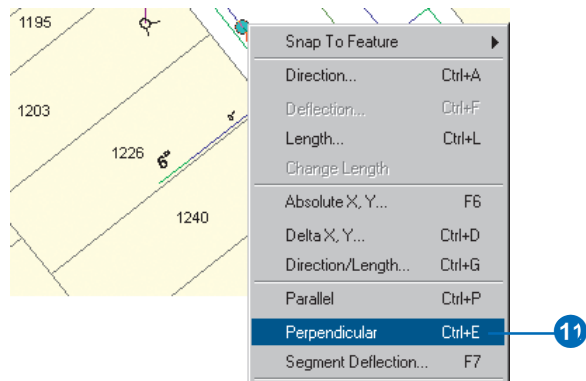 1195
1203
1226
6"
1240
Snap To Feature
Direction... Ctrl+A
Deflection... Ctrl+F
Length... Ctrl+L
Change Length
Absolute X, Y... F6
Delta X, Y... Ctrl+D
Direction/Length... Ctrl+G
Parallel Ctrl+P
Perpendicular Ctrl+E
11
Segment Deflection... F7